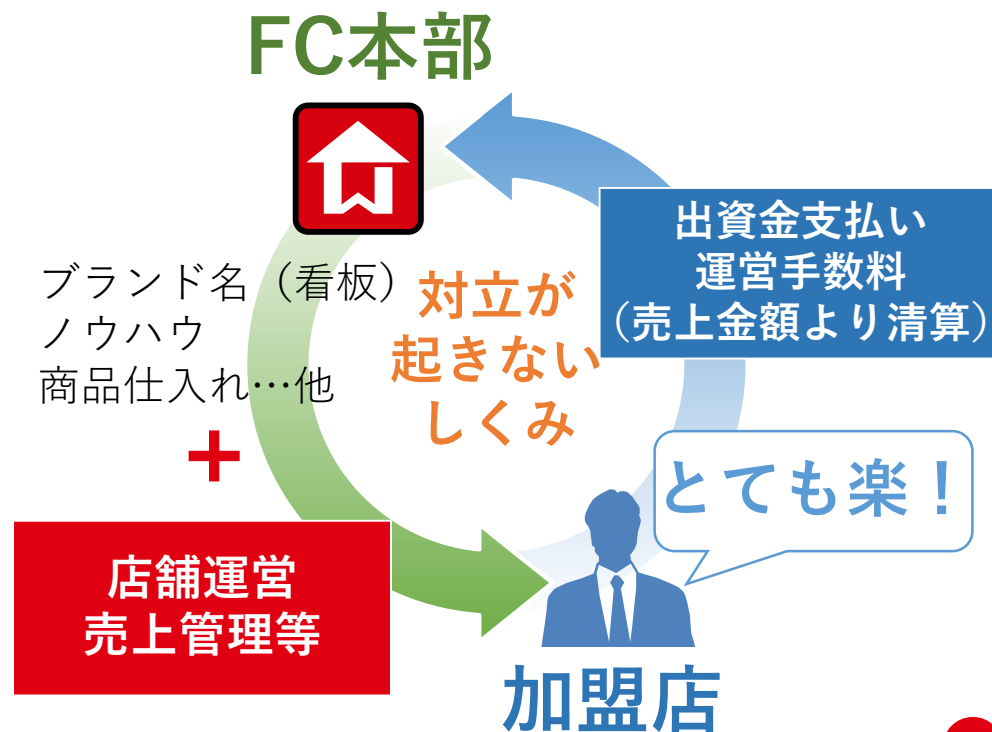 FC本部
ブランド名（看板）
ノウハウ
商品仕入れ…他
＋
店舗運営
売上管理等
対立が
起きない
しくみ
出資金支払い
運営手数料
（売上金額より清算）
とても楽！
加盟店